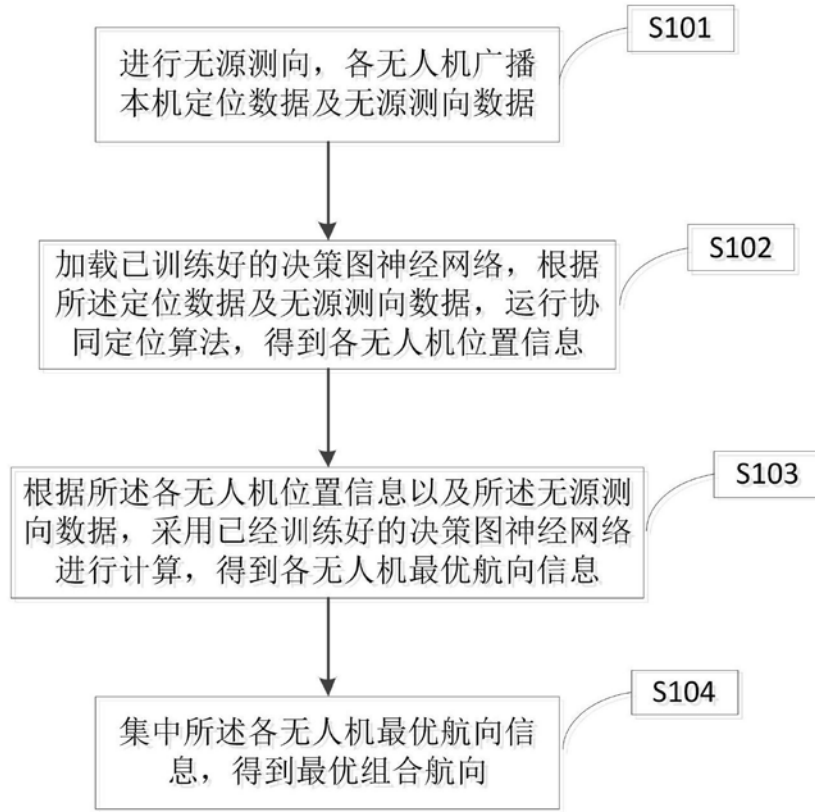 S101
进行无源测向，各无人机广播
本机定位数据及无源测向数据
S102
加载已训练好的决策图神经网络，根据
所述定位数据及无源测向数据，运行协
同定位算法，得到各无人机位置信息
S103
根据所述各无人机位置信息以及所述无源测
向数据，采用已经训练好的决策图神经网络
进行计算，得到各无人机最优航向信息
S104
集中所述各无人机最优航向信
息，得到最优组合航向